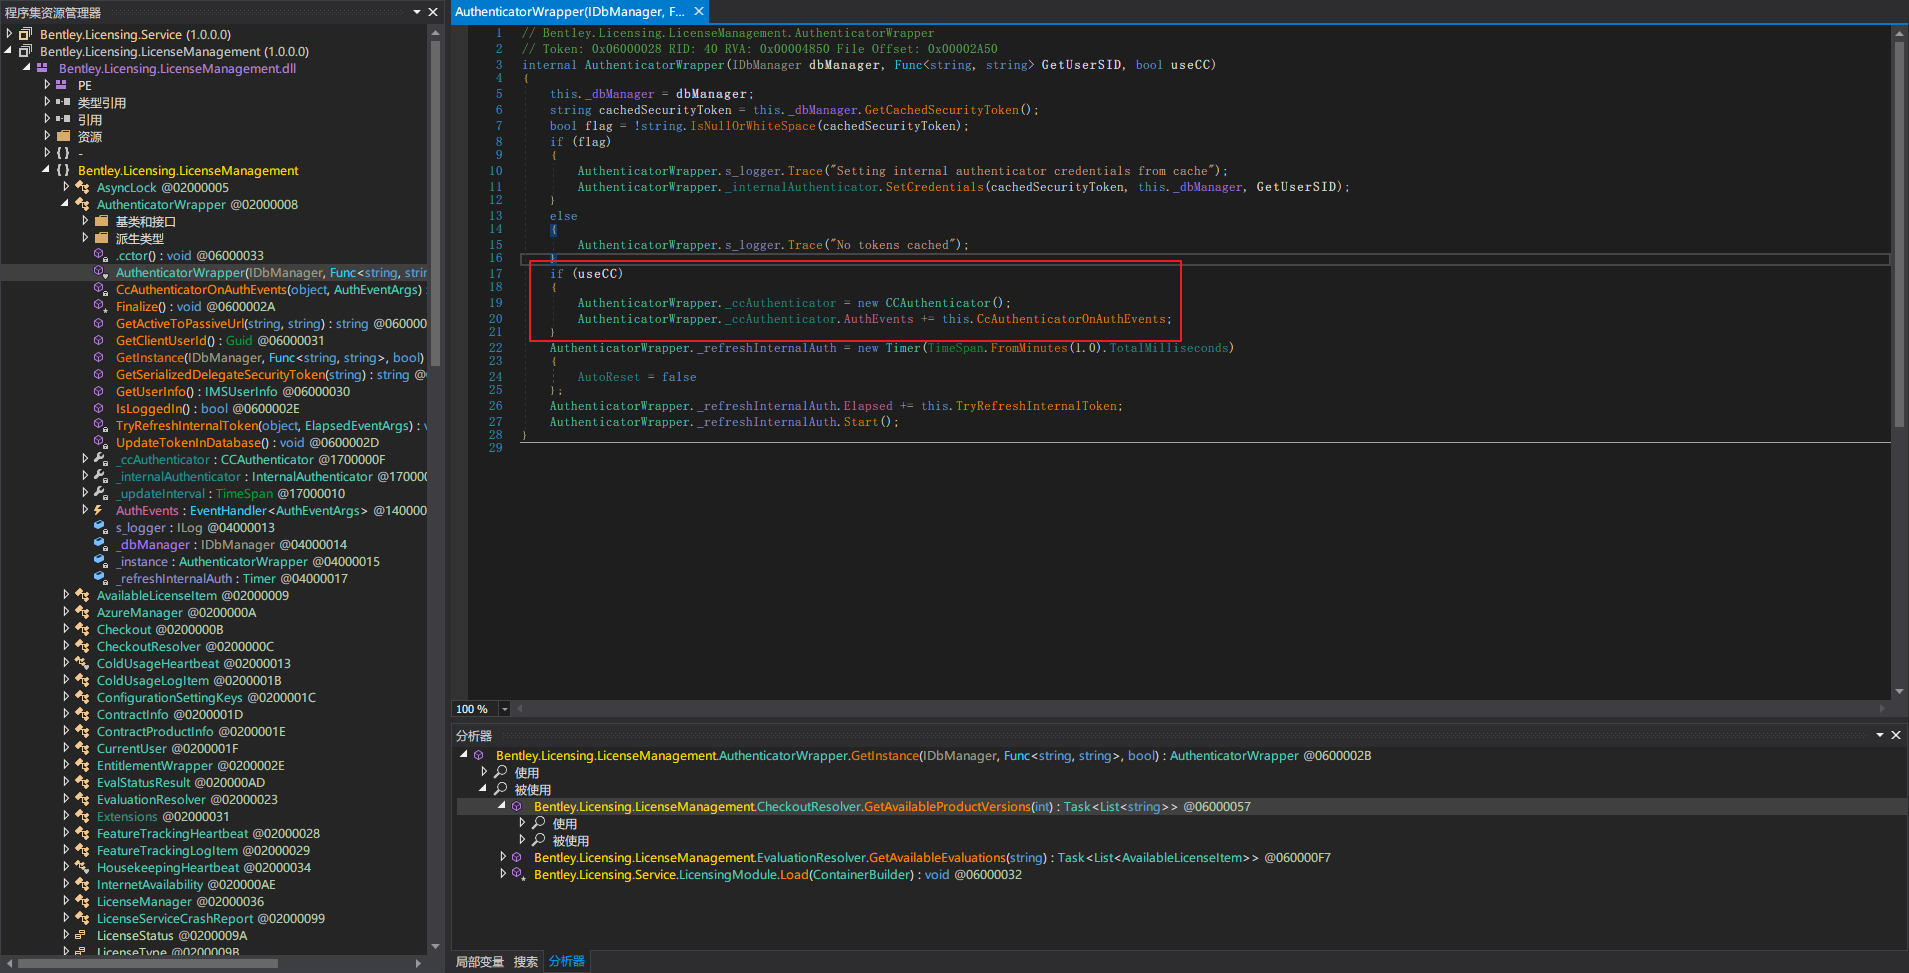 程序集资源管理器
Bentley.Licensing.Service (1.0.0.0)
Bentley.Licensing.LicenseManagement (1.0.0.0)
Bentley.Licensing.LicenseManagement.dll
PE
类型引用
引用
资源
{ } -
{ } Bentley.Licensing.LicenseManagement
AsyncLock @02000005
AuthenticatorWrapper @02000008
基类和接口
派生类型
.cctor() : void @06000033
AuthenticatorWrapper(IDbManager, Func<string, strin
CcAuthenticatorOnAuthEvents(object, AuthEventArgs) :
Finalize() : void @0600002A
GetActiveToPassiveUrl(string, string) : string @060000
GetClientUserId() : Guid @06000031
GetInstance(IDbManager, Func<string, string>, bool)
GetSerializedDelegateSecurityToken(string) : string @0
GetUserInfo() : IMSUserInfo @06000030
IsLoggedIn() : bool @0600002E
TryRefreshInternalToken(object, ElapsedEventArgs) : v
UpdateTokenInDatabase() : void @0600002D
_ccAuthenticator : CCAuthenticator @1700000F
_internalAuthenticator : InternalAuthenticator @170000
_updateInterval : TimeSpan @17000010
AuthEvents : EventHandler<AuthEventArgs> @140000
s_logger : ILog @04000013
_dbManager : IDbManager @04000014
_instance : AuthenticatorWrapper @04000015
_refreshInternalAuth : Timer @04000017
AvailableLicenseItem @02000009
AzureManager @0200000A
Checkout @0200000B
CheckoutResolver @0200000C
ColdUsageHeartbeat @02000013
ColdUsageLogItem @0200001B
ConfigurationSettingKeys @0200001C
ContractInfo @0200001D
ContractProductInfo @0200001E
CurrentUser @0200001F
EntitlementWrapper @0200002E
EvalStatusResult @020000AD
EvaluationResolver @02000023
Extensions @02000031
FeatureTrackingHeartbeat @02000028
FeatureTrackingLogItem @02000029
HousekeepingHeartbeat @02000034
InternetAvailability @020000AE
LicenseManager @02000036
LicenseServiceCrashReport @02000099
LicenseStatus @0200009A
LicenseType @0200009B
AuthenticatorWrapper(IDbManager, F...
1 // Bentley.Licensing.LicenseManagement.AuthenticatorWrapper
2 // Token: 0x06000028 RID: 40 RVA: 0x00004850 File Offset: 0x00002A50
3 internal AuthenticatorWrapper(IDbManager dbManager, Func<string, string> GetUserSID, bool useCC)
4 {
5 this._dbManager = dbManager;
6 string cachedSecurityToken = this._dbManager.GetCachedSecurityToken();
7 bool flag = !string.IsNullOrWhiteSpace(cachedSecurityToken);
8 if (flag)
9 {
10 AuthenticatorWrapper.s_logger.Trace("Setting internal authenticator credentials from cache");
11 AuthenticatorWrapper._internalAuthenticator.SetCredentials(cachedSecurityToken, this._dbManager, GetUserSID);
12 }
13 else
14 {
15 AuthenticatorWrapper.s_logger.Trace("No tokens cached");
16 }
17 if (useCC)
18 {
19 AuthenticatorWrapper._ccAuthenticator = new CCAuthenticator();
20 AuthenticatorWrapper._ccAuthenticator.AuthEvents += this.CcAuthenticatorOnAuthEvents;
21 }
22 AuthenticatorWrapper._refreshInternalAuth = new Timer(TimeSpan.FromMinutes(1.0).TotalMilliseconds)
23 {
24 AutoReset = false
25 };
26 AuthenticatorWrapper._refreshInternalAuth.Elapsed += this.TryRefreshInternalToken;
27 AuthenticatorWrapper._refreshInternalAuth.Start();
28 }
29
100 %
分析器
Bentley.Licensing.LicenseManagement.AuthenticatorWrapper.GetInstance(IDbManager, Func<string, string>, bool) : AuthenticatorWrapper @0600002B
使用
被使用
Bentley.Licensing.LicenseManagement.CheckoutResolver.GetAvailableProductVersions(int) : Task<List<string>> @06000057
使用
被使用
Bentley.Licensing.LicenseManagement.EvaluationResolver.GetAvailableEvaluations(string) : Task<List<AvailableLicenseItem>> @060000F7
Bentley.Licensing.Service.LicensingModule.Load(ContainerBuilder) : void @06000032
局部变量 搜索 分析器